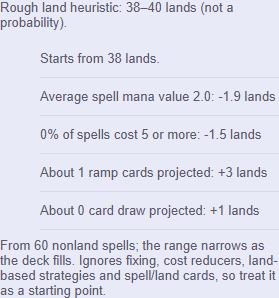 Rough land heuristic: 38–40 lands (not a
probability).
Starts from 38 lands.
Average spell mana value 2.0: -1.9 lands
0% of spells cost 5 or more: -1.5 lands
About 1 ramp cards projected: +3 lands
About 0 card draw projected: +1 lands
From 60 nonland spells; the range narrows as
the deck fills. Ignores fixing, cost reducers, land-
based strategies and spell/land cards, so treat it
as a starting point.